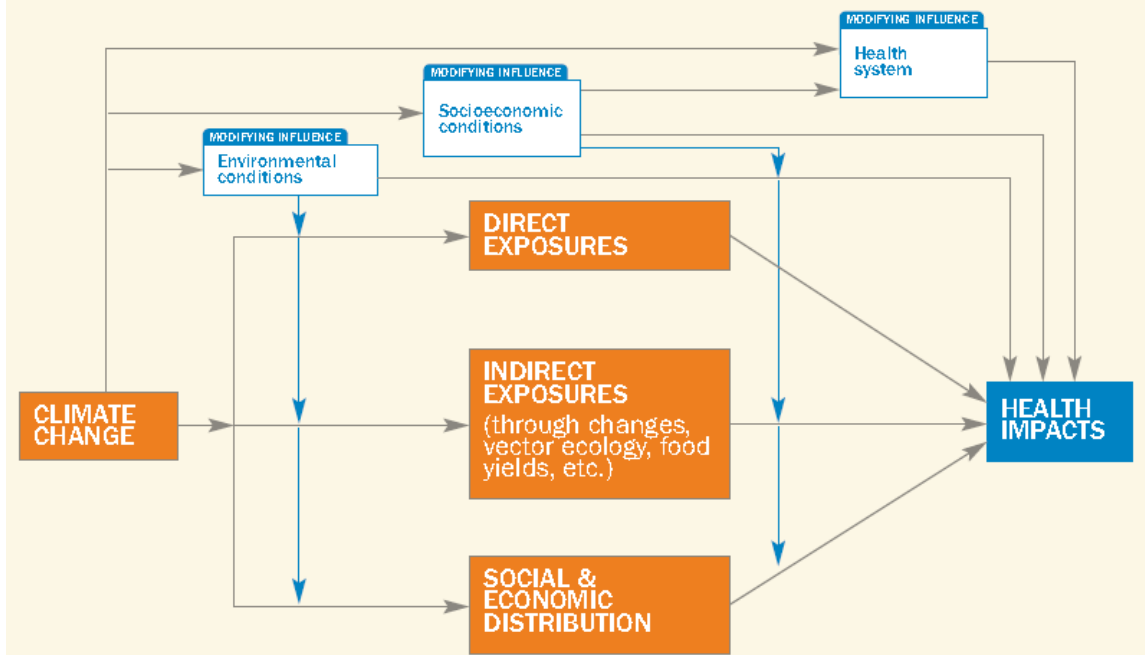 MODIFYING INFLUENCE
Health
system
MODIFYING INFLUENCE
Socioeconomic
conditions
MODIFYING INFLUENCE
Environmental
conditions
DIRECT
EXPOSURES
INDIRECT
EXPOSURES
(through changes,
vector ecology, food
yields, etc.)
CLIMATE
CHANGE
HEALTH
IMPACTS
SOCIAL &
ECONOMIC
DISTRIBUTION